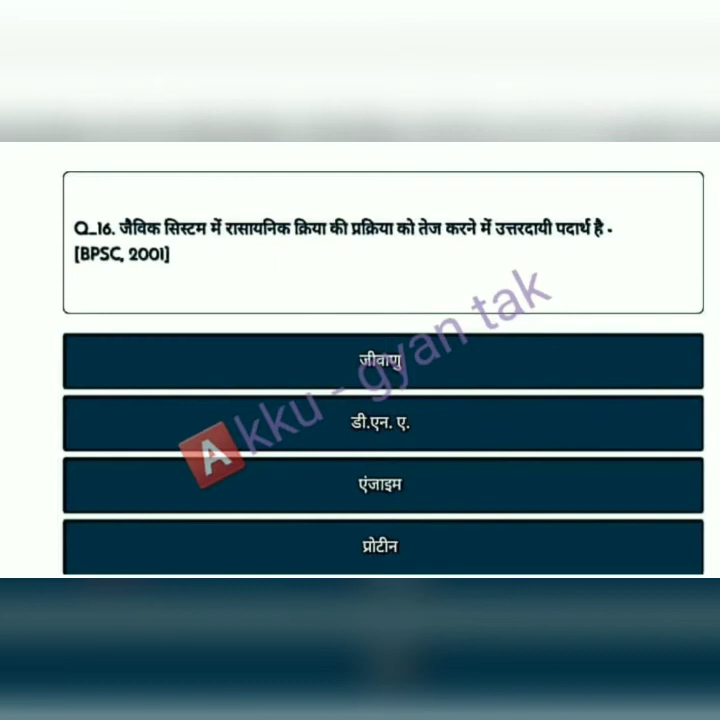 Q_16. जैविक सिस्टम में रासायनिक क्रिया की प्रक्रिया को तेज करने में उत्तरदायी पदार्थ है -
[BPSC, 2001]
जीवाणु
डी.एन. ए.
एंजाइम
प्रोटीन
Akku - gyan tak